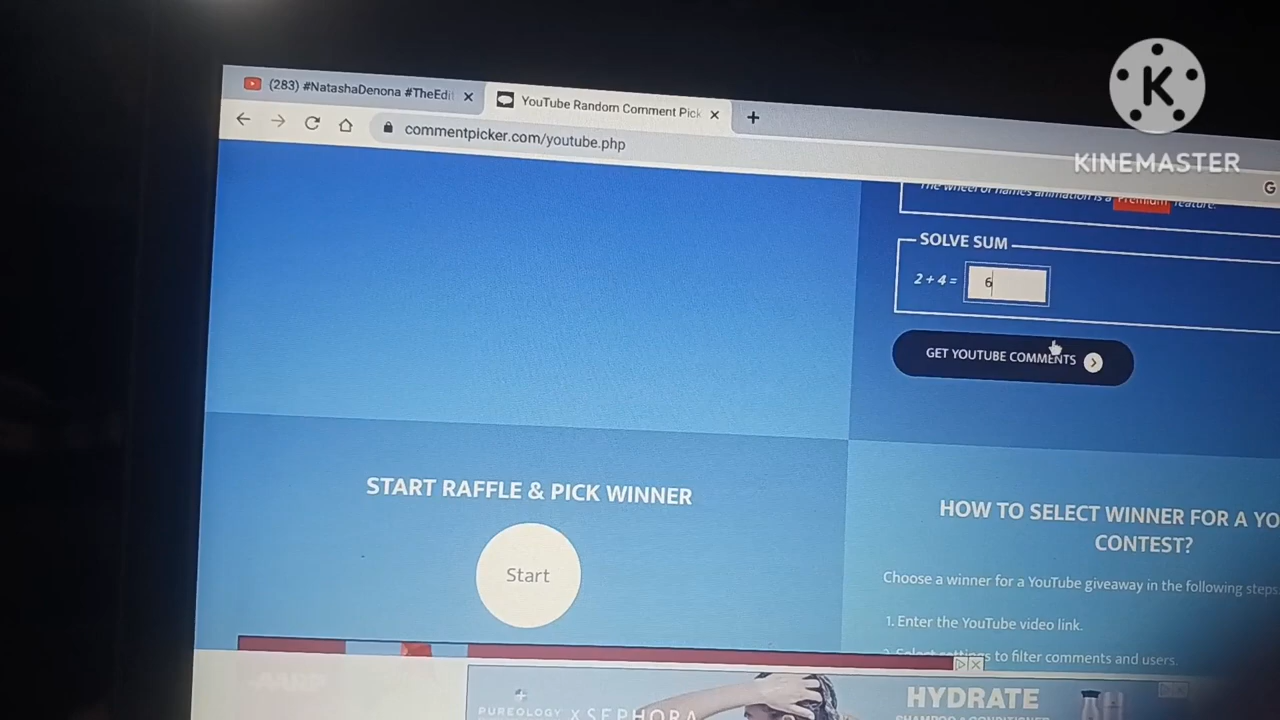 (283) #NatashaDenona #TheEdi
YouTube Random Comment Pick
commentpicker.com/youtube.php
G
K
KINEMASTER
The wheel of names animation is a Premium feature.
SOLVE SUM
2 + 4 = 6
GET YOUTUBE COMMENTS
START RAFFLE & PICK WINNER
Start
HOW TO SELECT WINNER FOR A YO
CONTEST?
Choose a winner for a YouTube giveaway in the following steps
1. Enter the YouTube video link.
2. Select settings to filter comments and users.
AANP
PUREOLOGY X SEPHORA
HYDRATE